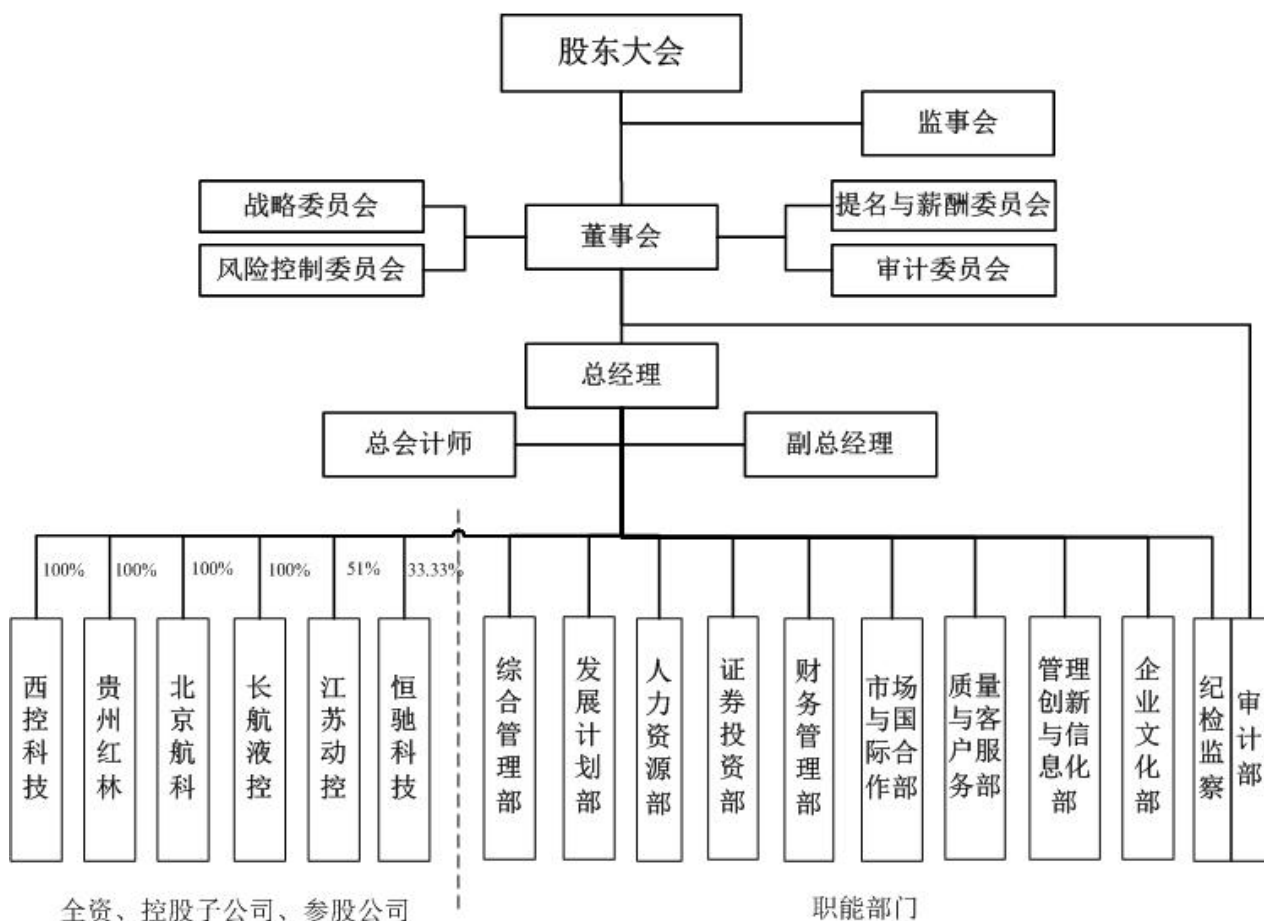 股东大会
监事会
战略委员会
提名与薪酬委员会
董事会
风险控制委员会
审计委员会
总经理
总会计师
副总经理
100%
100%
100%
100%
51%
33.33%
西控科技
贵州红林
北京航科
长航液控
江苏动控
恒驰科技
综合管理部
发展计划部
人力资源部
证券投资部
财务管理部
市场与国际合作部
质量与客户服务部
管理创新与信息化部
企业文化部
纪检监察
审计部
全资、控股子公司、参股公司
职能部门